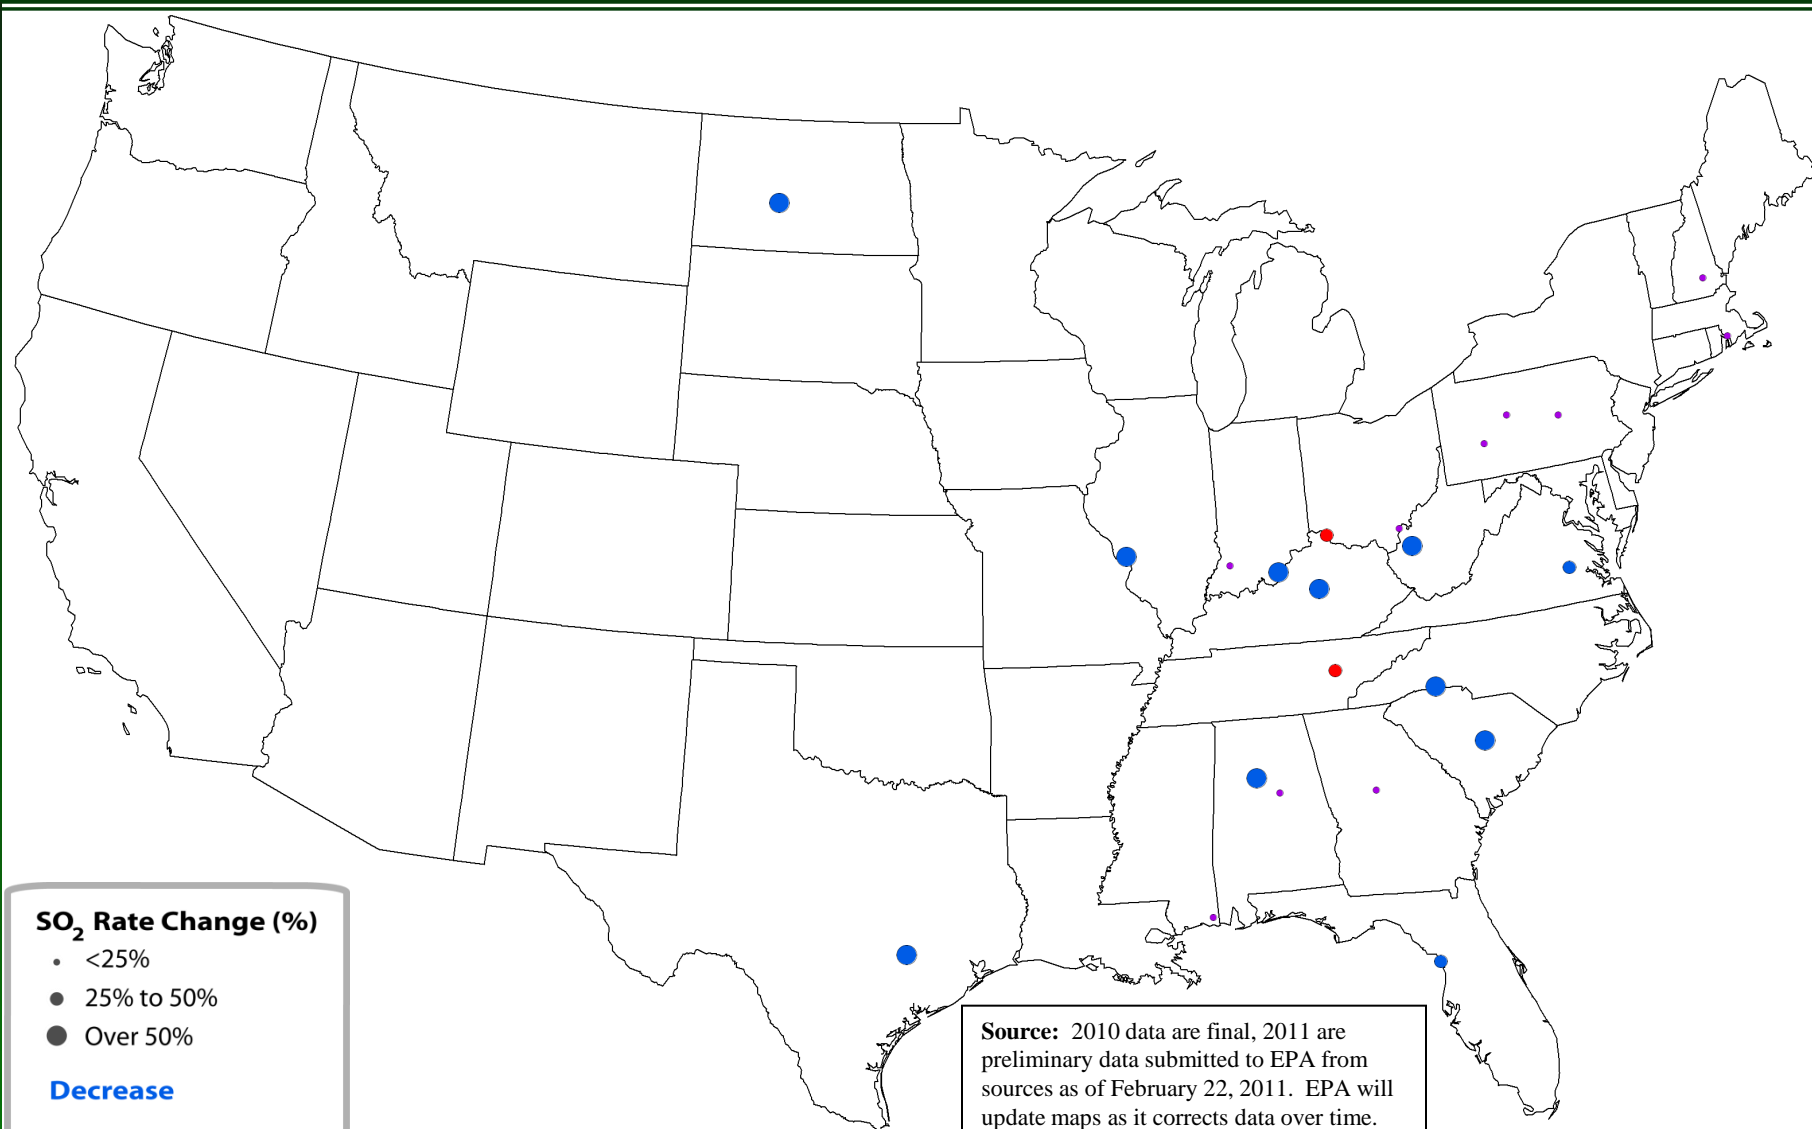 SO2 Rate Change (%)
<25%
25% to 50%
Over 50%
Decrease
Source: 2010 data are final, 2011 are
preliminary data submitted to EPA from
sources as of February 22, 2011. EPA will
update maps as it corrects data over time.